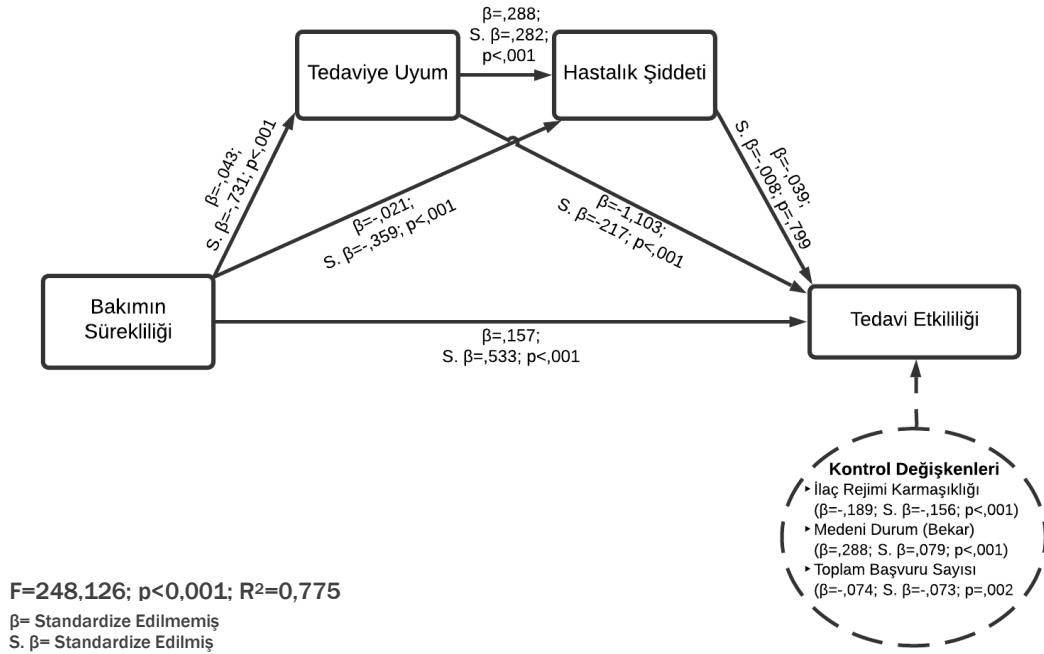 β=,288;
S. β=,282;
p<,001
Tedaviye Uyum
Hastalık Şiddeti
β=-,043;
S. β=-,731; p<,001
β=-,021;
S. β=-,359; p<,001
β=-1,103;
S. β=-217; p<,001
β=-,039;
S. β=-,008; p=,799
Bakımın
Sürekliliği
β=,157;
S. β=,533; p<,001
Tedavi Etkililiği
Kontrol Değişkenleri
‣ İlaç Rejimi Karmaşıklığı
(β=-,189; S. β=-,156; p<,001)
‣ Medeni Durum (Bekar)
(β=,288; S. β=,079; p<,001)
‣ Toplam Başvuru Sayısı
(β=-,074; S. β=-,073; p=,002
F=248,126; p<0,001; R²=0,775
β= Standardize Edilmemiş
S. β= Standardize Edilmiş